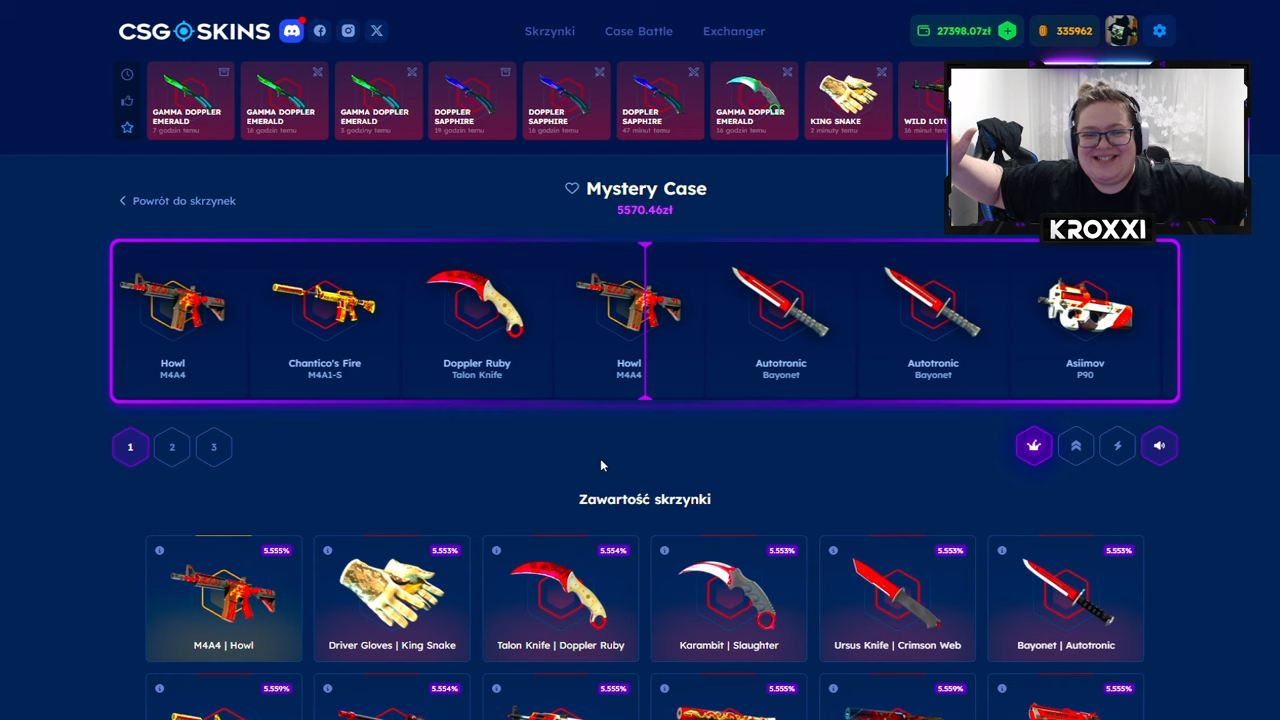 CSG SKINS
Skrzynki
Case Battle
Exchanger
27398.07zł
335962
GAMMA DOPPLER EMERALD
7 godzin temu
GAMMA DOPPLER EMERALD
16 godzin temu
GAMMA DOPPLER EMERALD
3 godziny temu
DOPPLER SAPPHIRE
19 godzin temu
DOPPLER SAPPHIRE
16 godzin temu
DOPPLER SAPPHIRE
47 minut temu
GAMMA DOPPLER EMERALD
16 godzin temu
KING SNAKE
2 minuty temu
WILD LOTU
16 minut
KROXXI
Powrót do skrzynek
Mystery Case
5570.46zł
Howl
M4A4
Chantico's Fire
M4A1-S
Doppler Ruby
Talon Knife
Howl
M4A4
Autotronic
Bayonet
Autotronic
Bayonet
Asiimov
P90
1
2
3
Zawartość skrzynki
5.555%
M4A4 | Howl
5.553%
Driver Gloves | King Snake
5.554%
Talon Knife | Doppler Ruby
5.553%
Karambit | Slaughter
5.553%
Ursus Knife | Crimson Web
5.553%
Bayonet | Autotronic
5.559%
5.554%
5.555%
5.555%
5.559%
5.555%